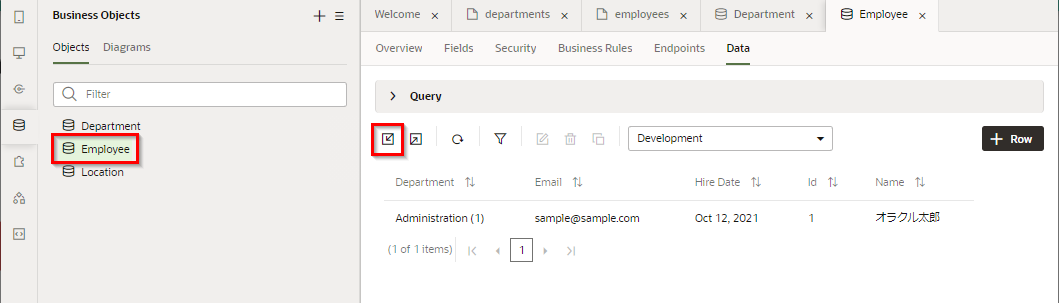 Business Objects
Objects Diagrams
Filter
Department
Employee
Location
Welcome departments employees Department Employee
Overview Fields Security Business Rules Endpoints Data
Query
Development Row
Department Email Hire Date Id Name
Administration (1) sample@sample.com Oct 12, 2021 1 オラクル太郎
(1 of 1 items) 1